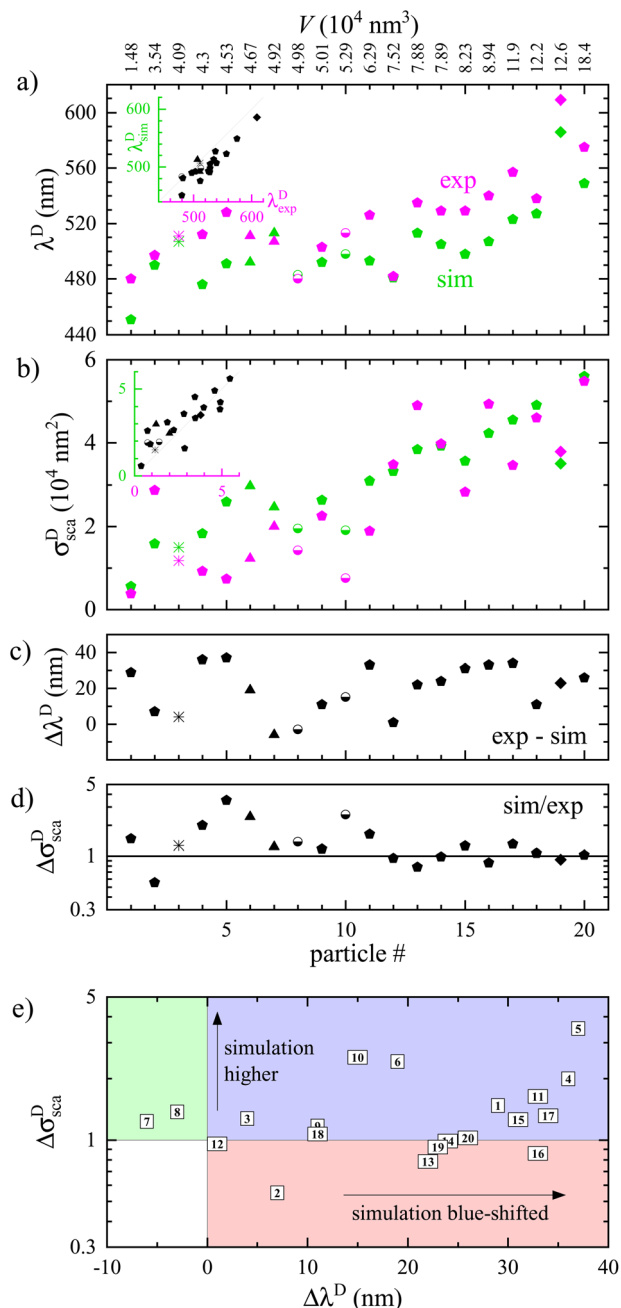 V (10⁴ nm³)
1.48 3.54 4.09 4.3 4.53 4.67 4.92 4.98 5.01 5.29 6.29 7.52 7.88 7.89 8.23 8.94 11.9 12.2 12.6 18.4
a)
λᴰ (nm)
600
560
520
480
440
600
500
λᴰsim
500 600
λᴰexp
exp
sim
b)
σᴰsca (10⁴ nm²)
6
4
2
0
5
0
0 5
c)
Δλᴰ (nm)
40
20
0
exp - sim
d)
Δσᴰsca
5
1
0.3
sim/exp
5 10 15 20
particle #
e)
Δσᴰsca
5
1
0.3
simulation
higher
7 8 12 3 9 18 10 6 2 13 19 14 20 1 15 11 17 16 4 5
simulation blue-shifted
-10 0 10 20 30 40
Δλᴰ (nm)